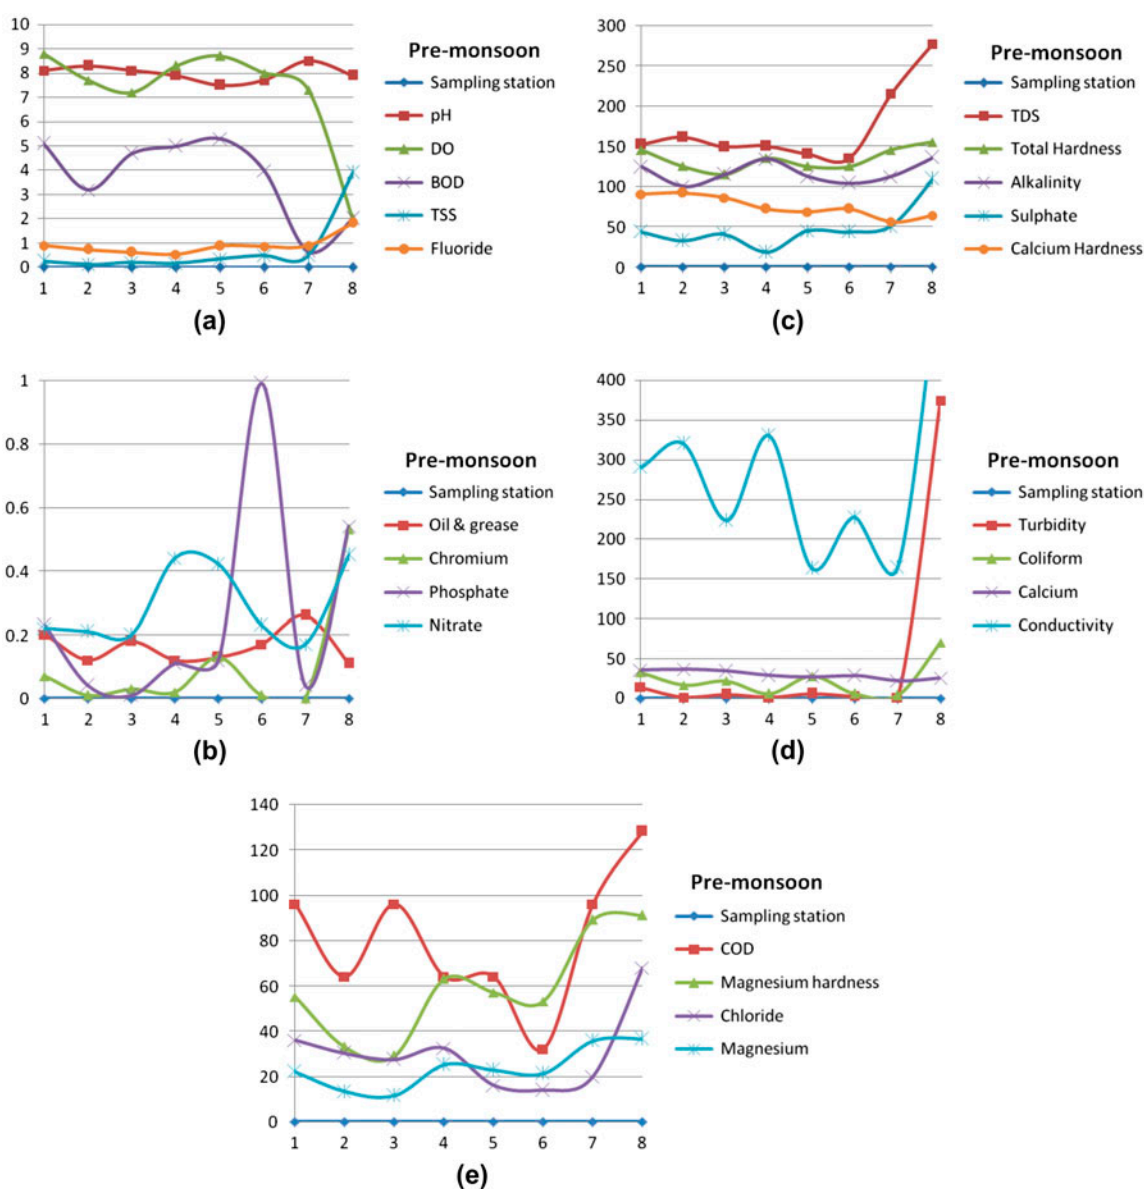 10
9
8
7
6
5
4
3
2
1
0
1 2 3 4 5 6 7 8
Pre-monsoon
Sampling station
pH
DO
BOD
TSS
Fluoride
(a)
300
250
200
150
100
50
0
1 2 3 4 5 6 7 8
Pre-monsoon
Sampling station
TDS
Total Hardness
Alkalinity
Sulphate
Calcium Hardness
(c)
1
0.8
0.6
0.4
0.2
0
1 2 3 4 5 6 7 8
Pre-monsoon
Sampling station
Oil & grease
Chromium
Phosphate
Nitrate
(b)
400
350
300
250
200
150
100
50
0
1 2 3 4 5 6 7 8
Pre-monsoon
Sampling station
Turbidity
Coliform
Calcium
Conductivity
(d)
140
120
100
80
60
40
20
0
1 2 3 4 5 6 7 8
Pre-monsoon
Sampling station
COD
Magnesium hardness
Chloride
Magnesium
(e)